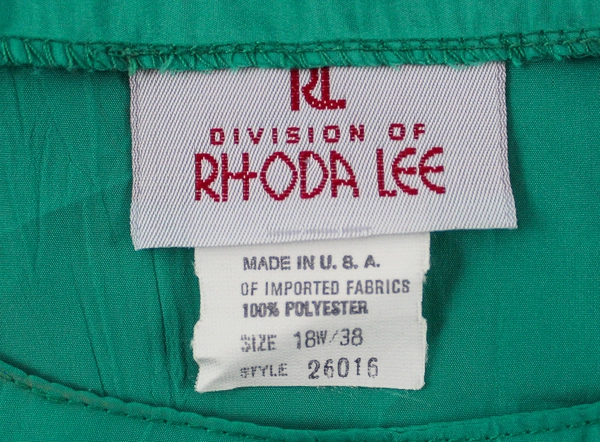 RL
DIVISION OF
RHODA LEE
MADE IN U. S. A.
OF IMPORTED FABRICS
100% POLYESTER
SIZE 18W/38
STYLE 26016